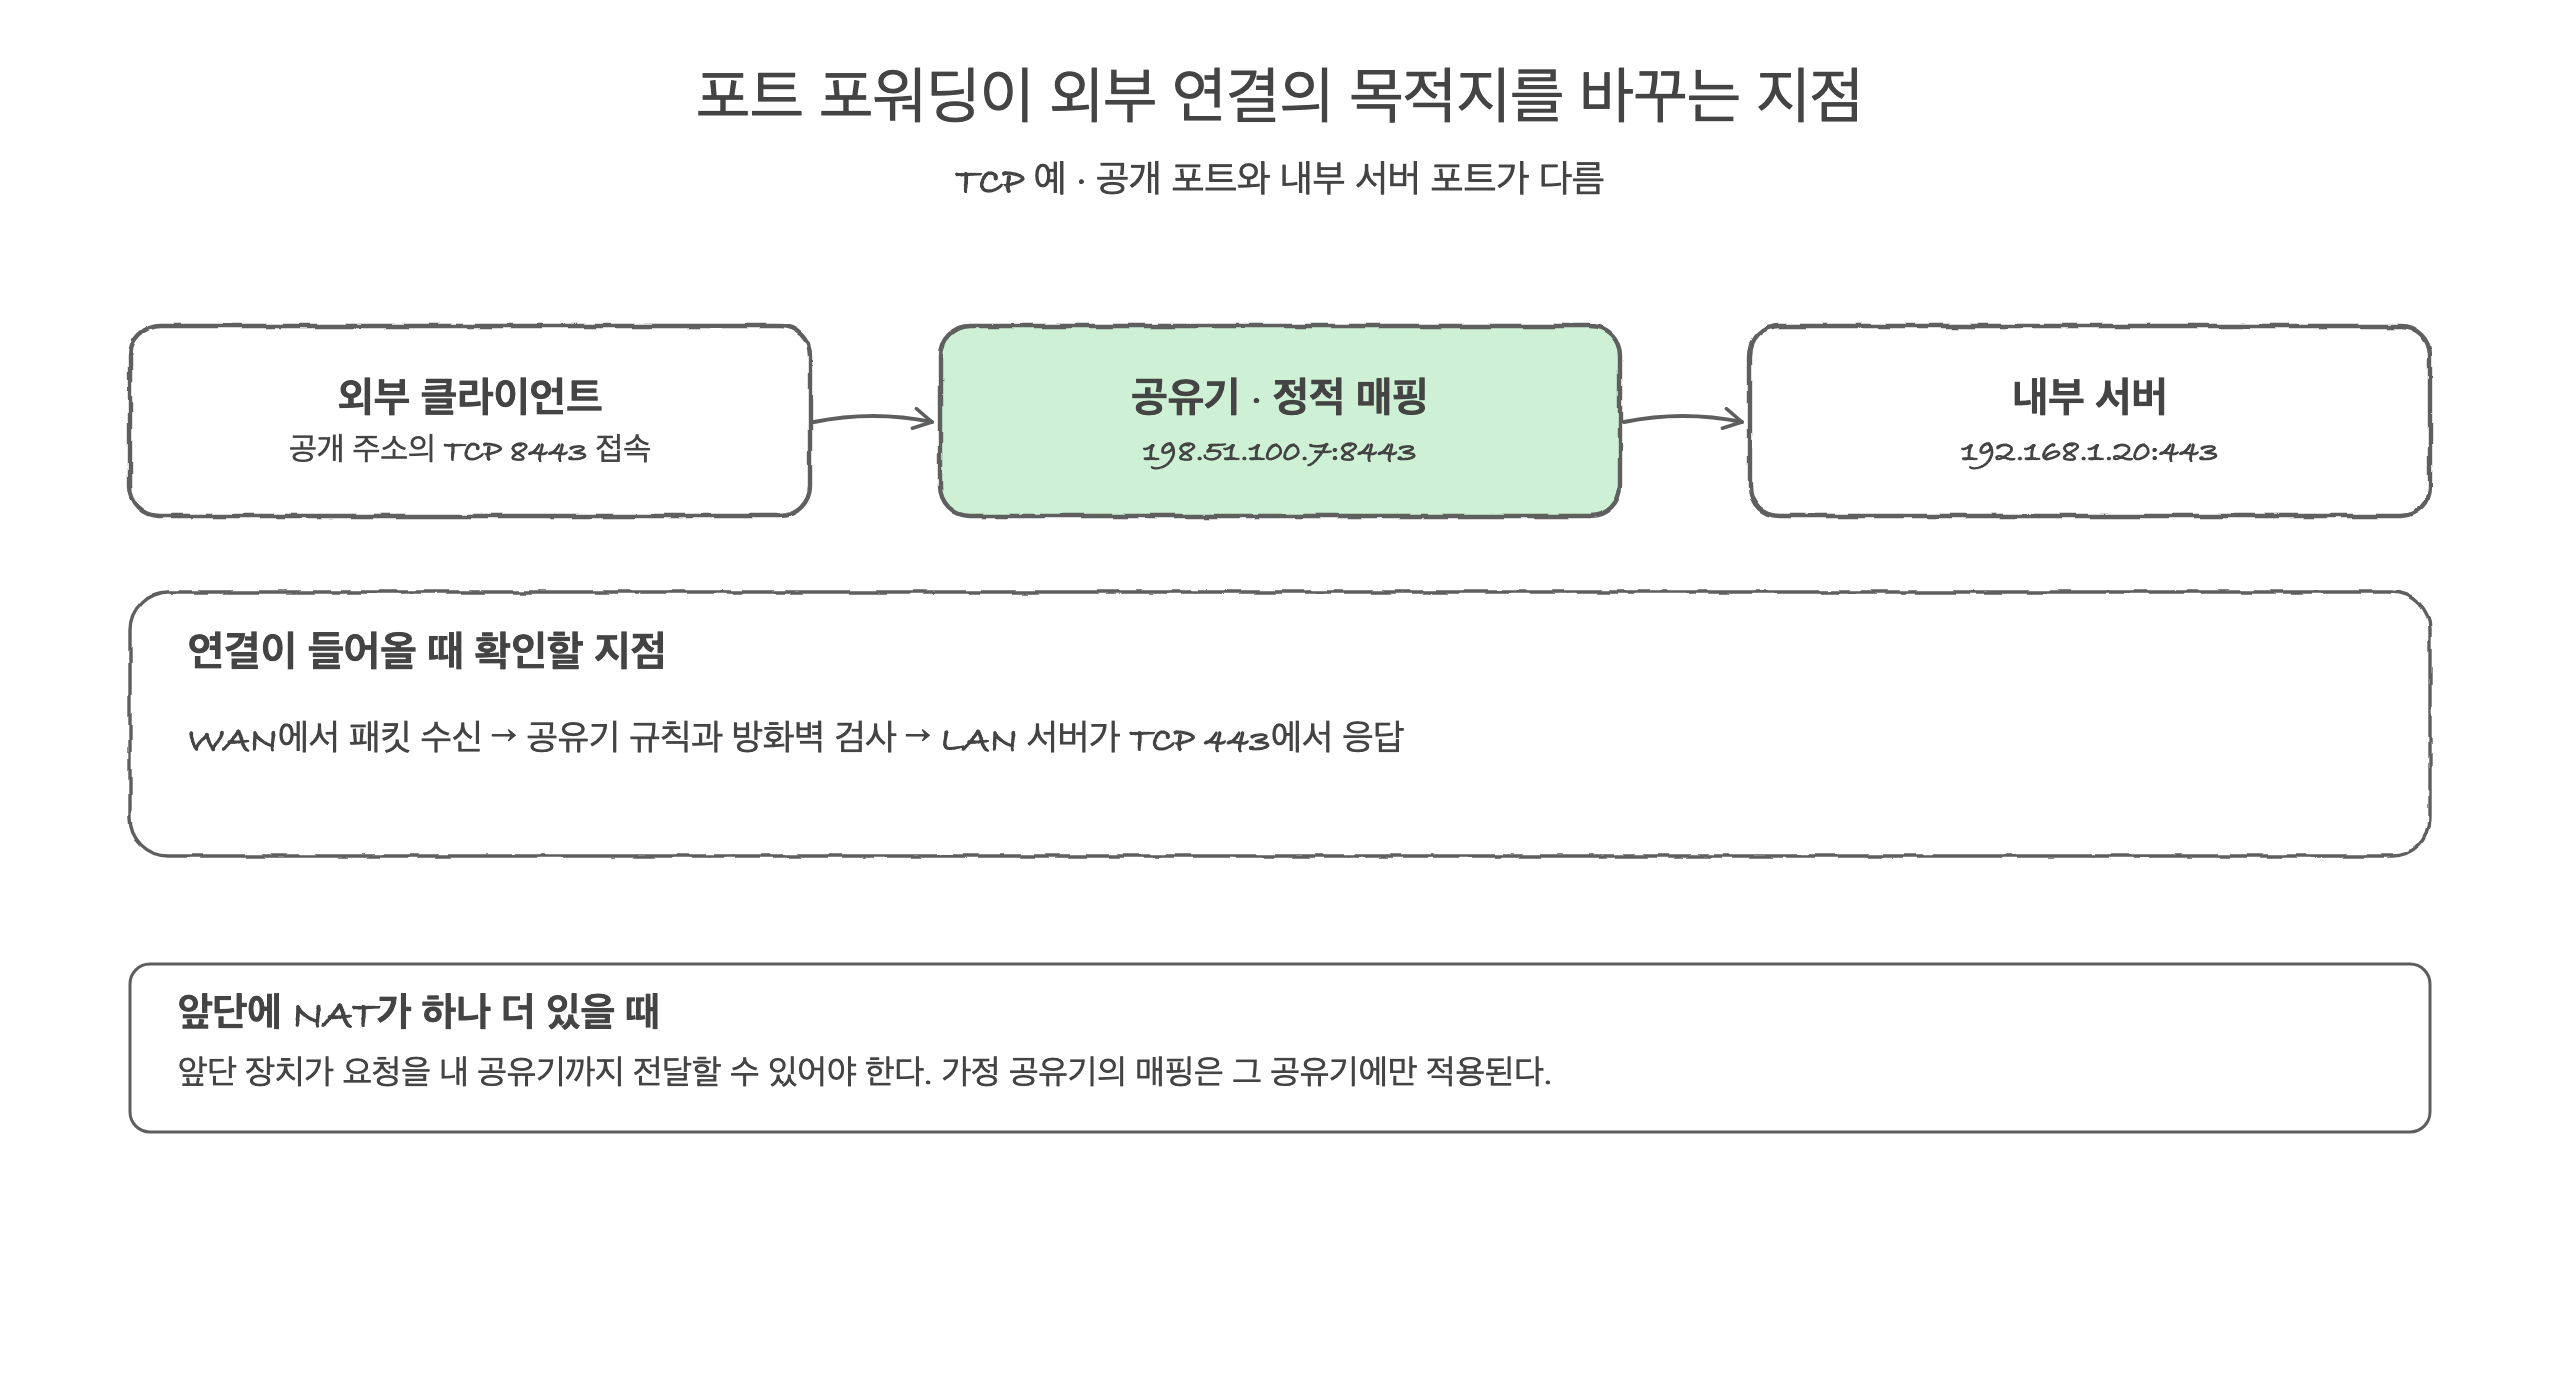 포트 포워딩이 외부 연결의 목적지를 바꾸는 지점
TCP 예 · 공개 포트와 내부 서버 포트가 다름
외부 클라이언트
공개 주소의 TCP 8443 접속
공유기 · 정적 매핑
198.51.100.7:8443
내부 서버
192.168.1.20:443
연결이 들어올 때 확인할 지점
WAN에서 패킷 수신 → 공유기 규칙과 방화벽 검사 → LAN 서버가 TCP 443에서 응답
앞단에 NAT가 하나 더 있을 때
앞단 장치가 요청을 내 공유기까지 전달할 수 있어야 한다. 가정 공유기의 매핑은 그 공유기에만 적용된다.